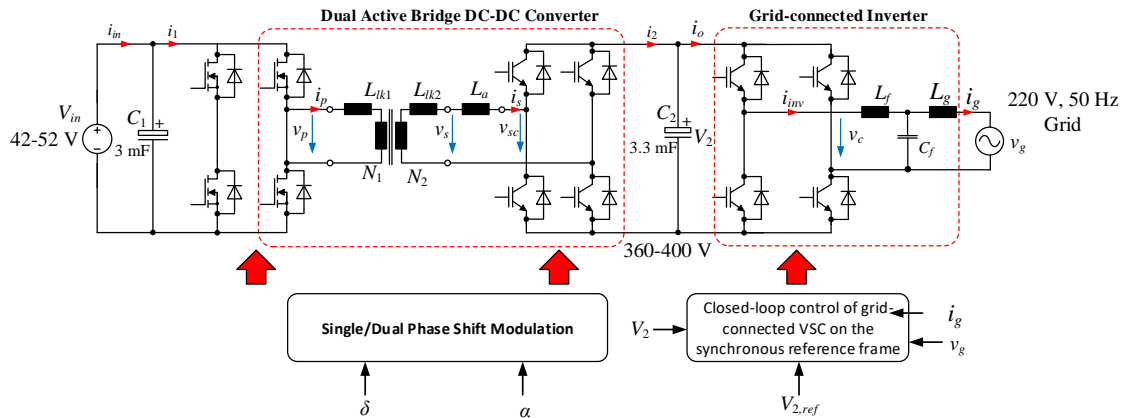 Dual Active Bridge DC-DC Converter
Grid-connected Inverter
i_in
i_1
i_2
i_o
V_in
42-52 V
C_1
+
3 mF
i_p
L_lk1
L_lk2
L_a
i_s
v_p
v_s
v_sc
N_1
N_2
C_2
+
V_2
3.3 mF
360-400 V
i_inv
L_f
L_g
i_g
v_c
C_f
v_g
220 V, 50 Hz
Grid
Single/Dual Phase Shift Modulation
δ
α
V_2
Closed-loop control of grid-
connected VSC on the
synchronous reference frame
i_g
v_g
V_2,ref